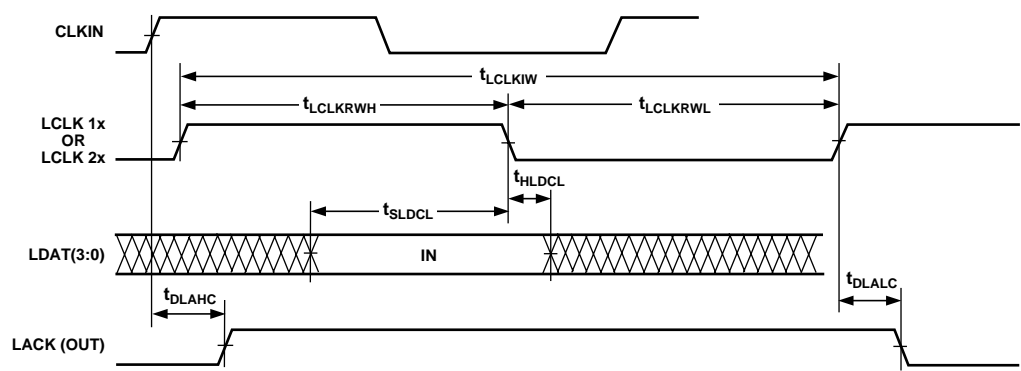 CLKIN
tLCLKIW
tLCLKRWH
tLCLKRWL
LCLK 1x
OR
LCLK 2x
tHLDCL
tSLDCL
LDAT(3:0)
IN
tDLAHC
tDLALC
LACK (OUT)